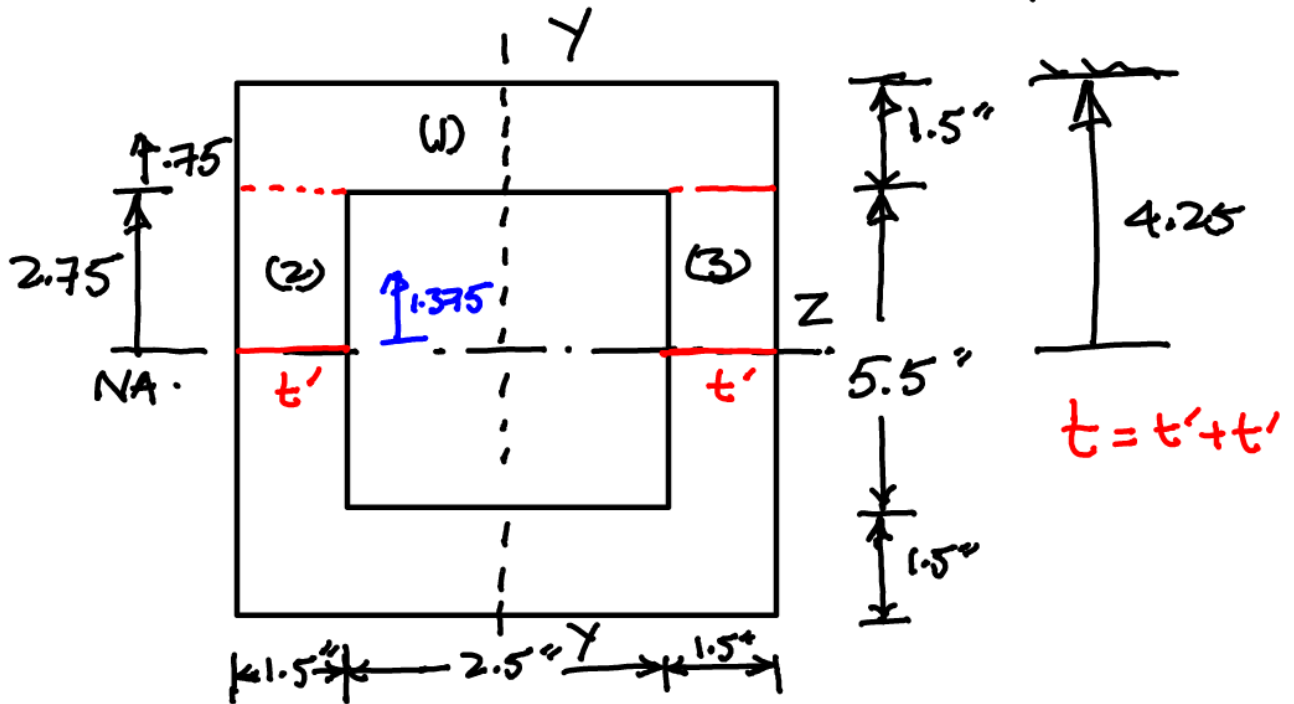 Y
(1)
1.5"
.75
4.25
2.75
(2)
1.375
(3)
Z
NA.
t'
t'
5.5"
t = t' + t'
1.5"
Y
1.5"
2.5"
1.5"